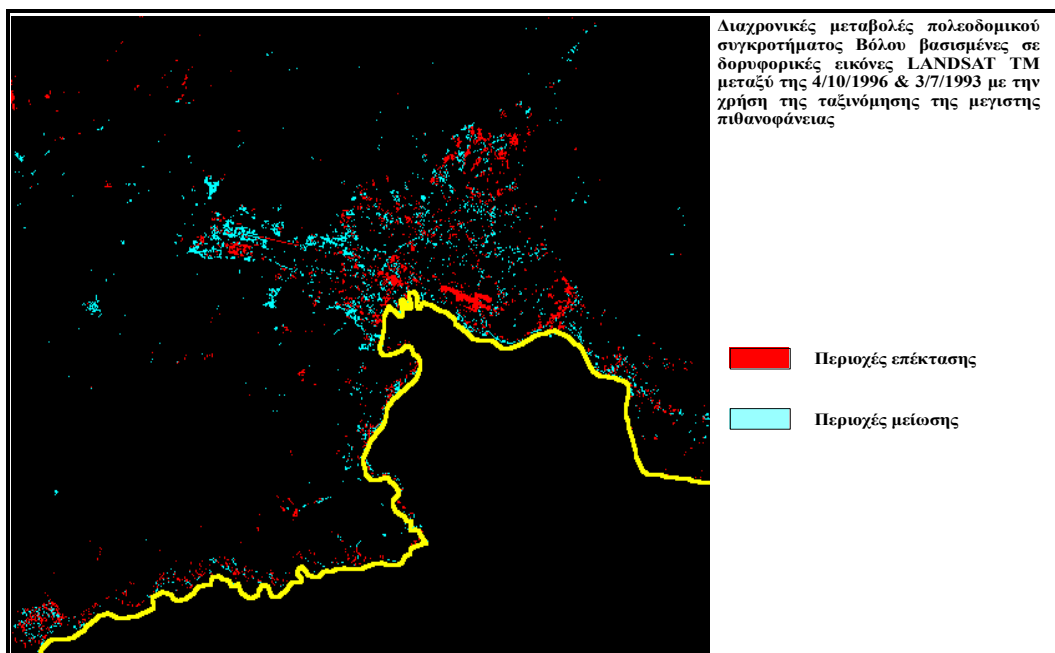 Διαχρονικές μεταβολές πολεοδομικού
συγκροτήματος Βόλου βασισμένες σε
δορυφορικές εικόνες LANDSAT TM
μεταξύ της 4/10/1996 & 3/7/1993 με την
χρήση της ταξινόμησης της μεγιστης
πιθανοφάνειας
Περιοχές επέκτασης
Περιοχές μείωσης